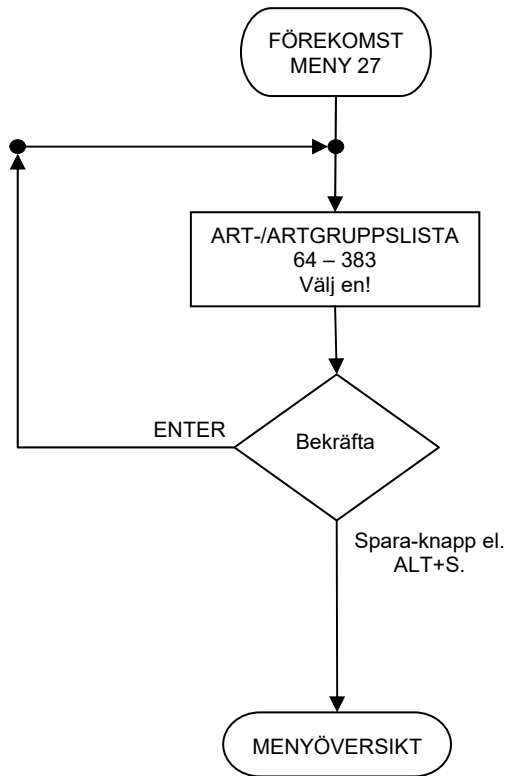 FÖREKOMST
MENY 27
ART-/ARTGRUPPSLISTA
64 – 383
Välj en!
ENTER
Bekräfta
Spara-knapp el.
ALT+S.
MENYÖVERSIKT